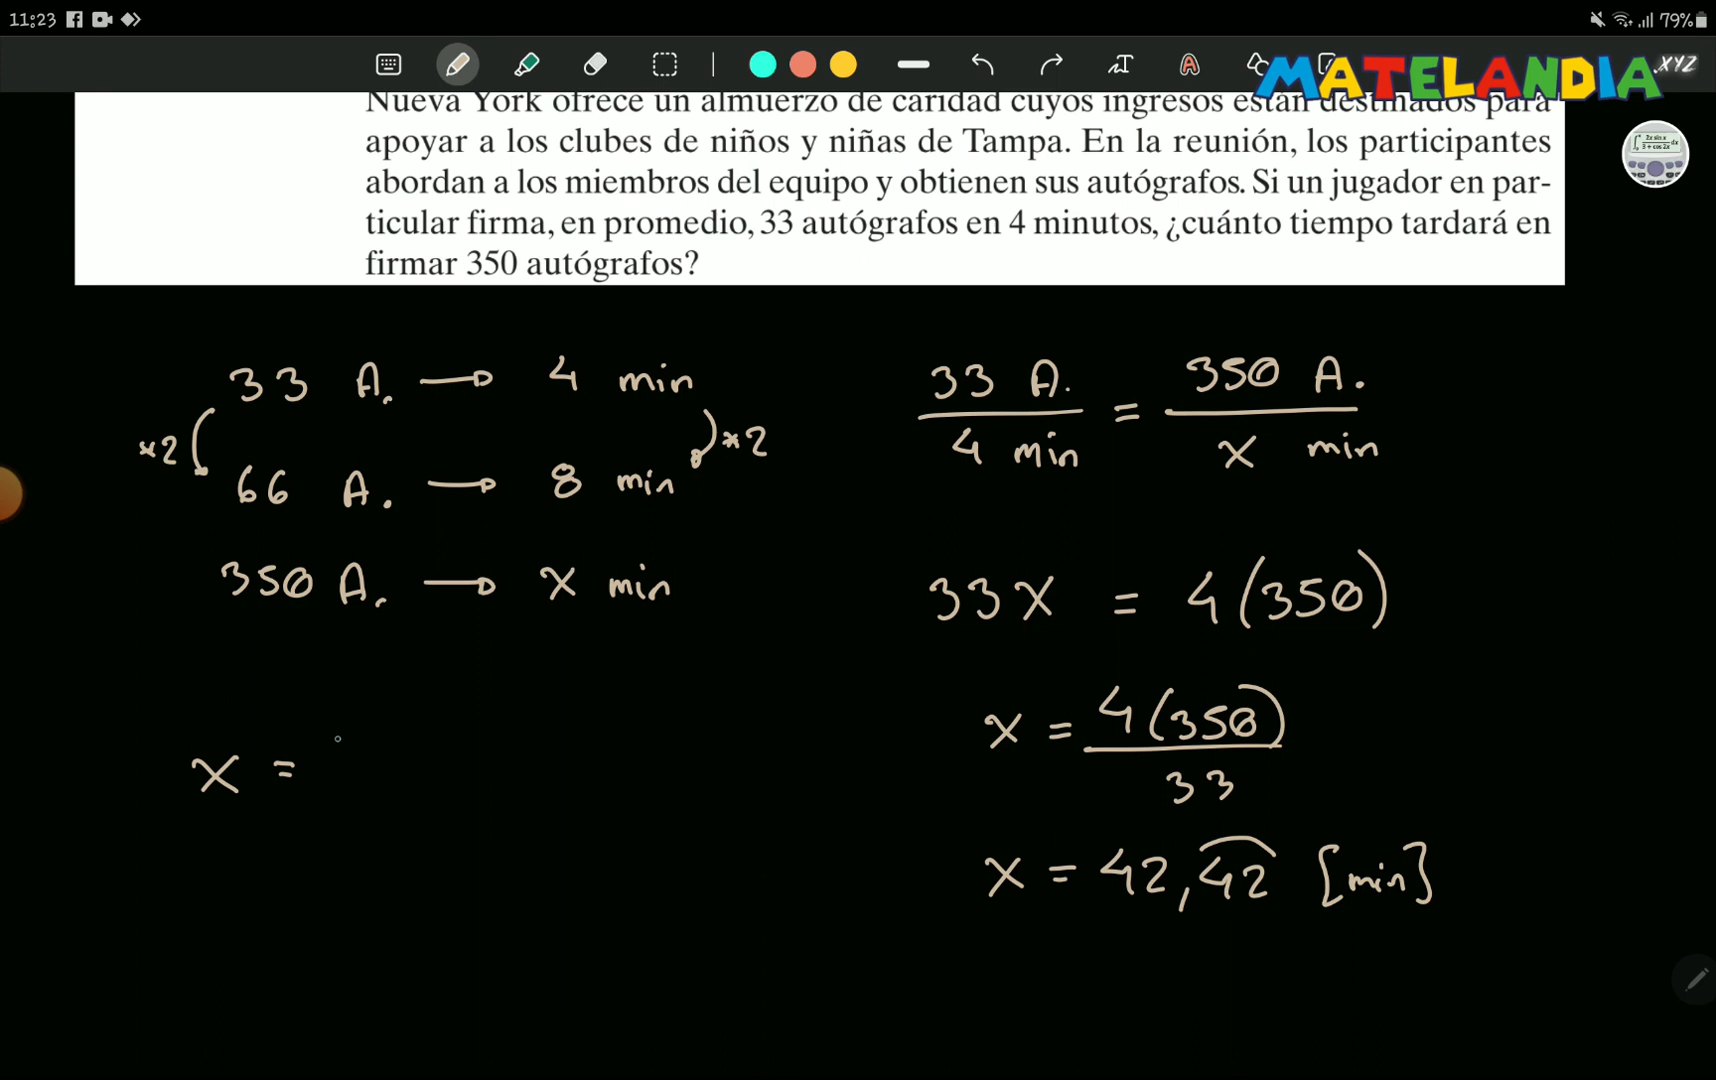 11:23
79%
MATELANDIA.XYZ
Nueva York ofrece un almuerzo de caridad cuyos ingresos están destinados para
apoyar a los clubes de niños y niñas de Tampa. En la reunión, los participantes
abordan a los miembros del equipo y obtienen sus autógrafos. Si un jugador en par-
ticular firma, en promedio, 33 autógrafos en 4 minutos, ¿cuánto tiempo tardará en
firmar 350 autógrafos?
33 A. → 4 min
*2 *2
66 A. → 8 min
350 A. → x min
x =
33 A. / 4 min = 350 A. / x min
33x = 4(350)
x = 4(350) / 33
x = 42,42 [min]